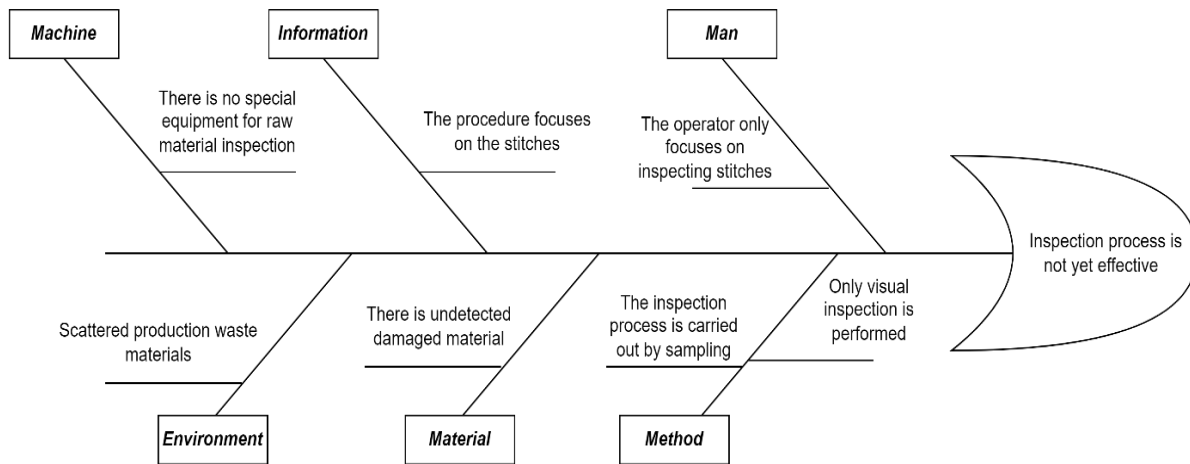 Machine
Information
Man
There is no special
equipment for raw
material inspection
The procedure focuses
on the stitches
The operator only
focuses on
inspecting stitches
Inspection process is
not yet effective
Scattered production waste
materials
There is undetected
damaged material
The inspection
process is carried
out by sampling
Only visual
inspection is
performed
Environment
Material
Method